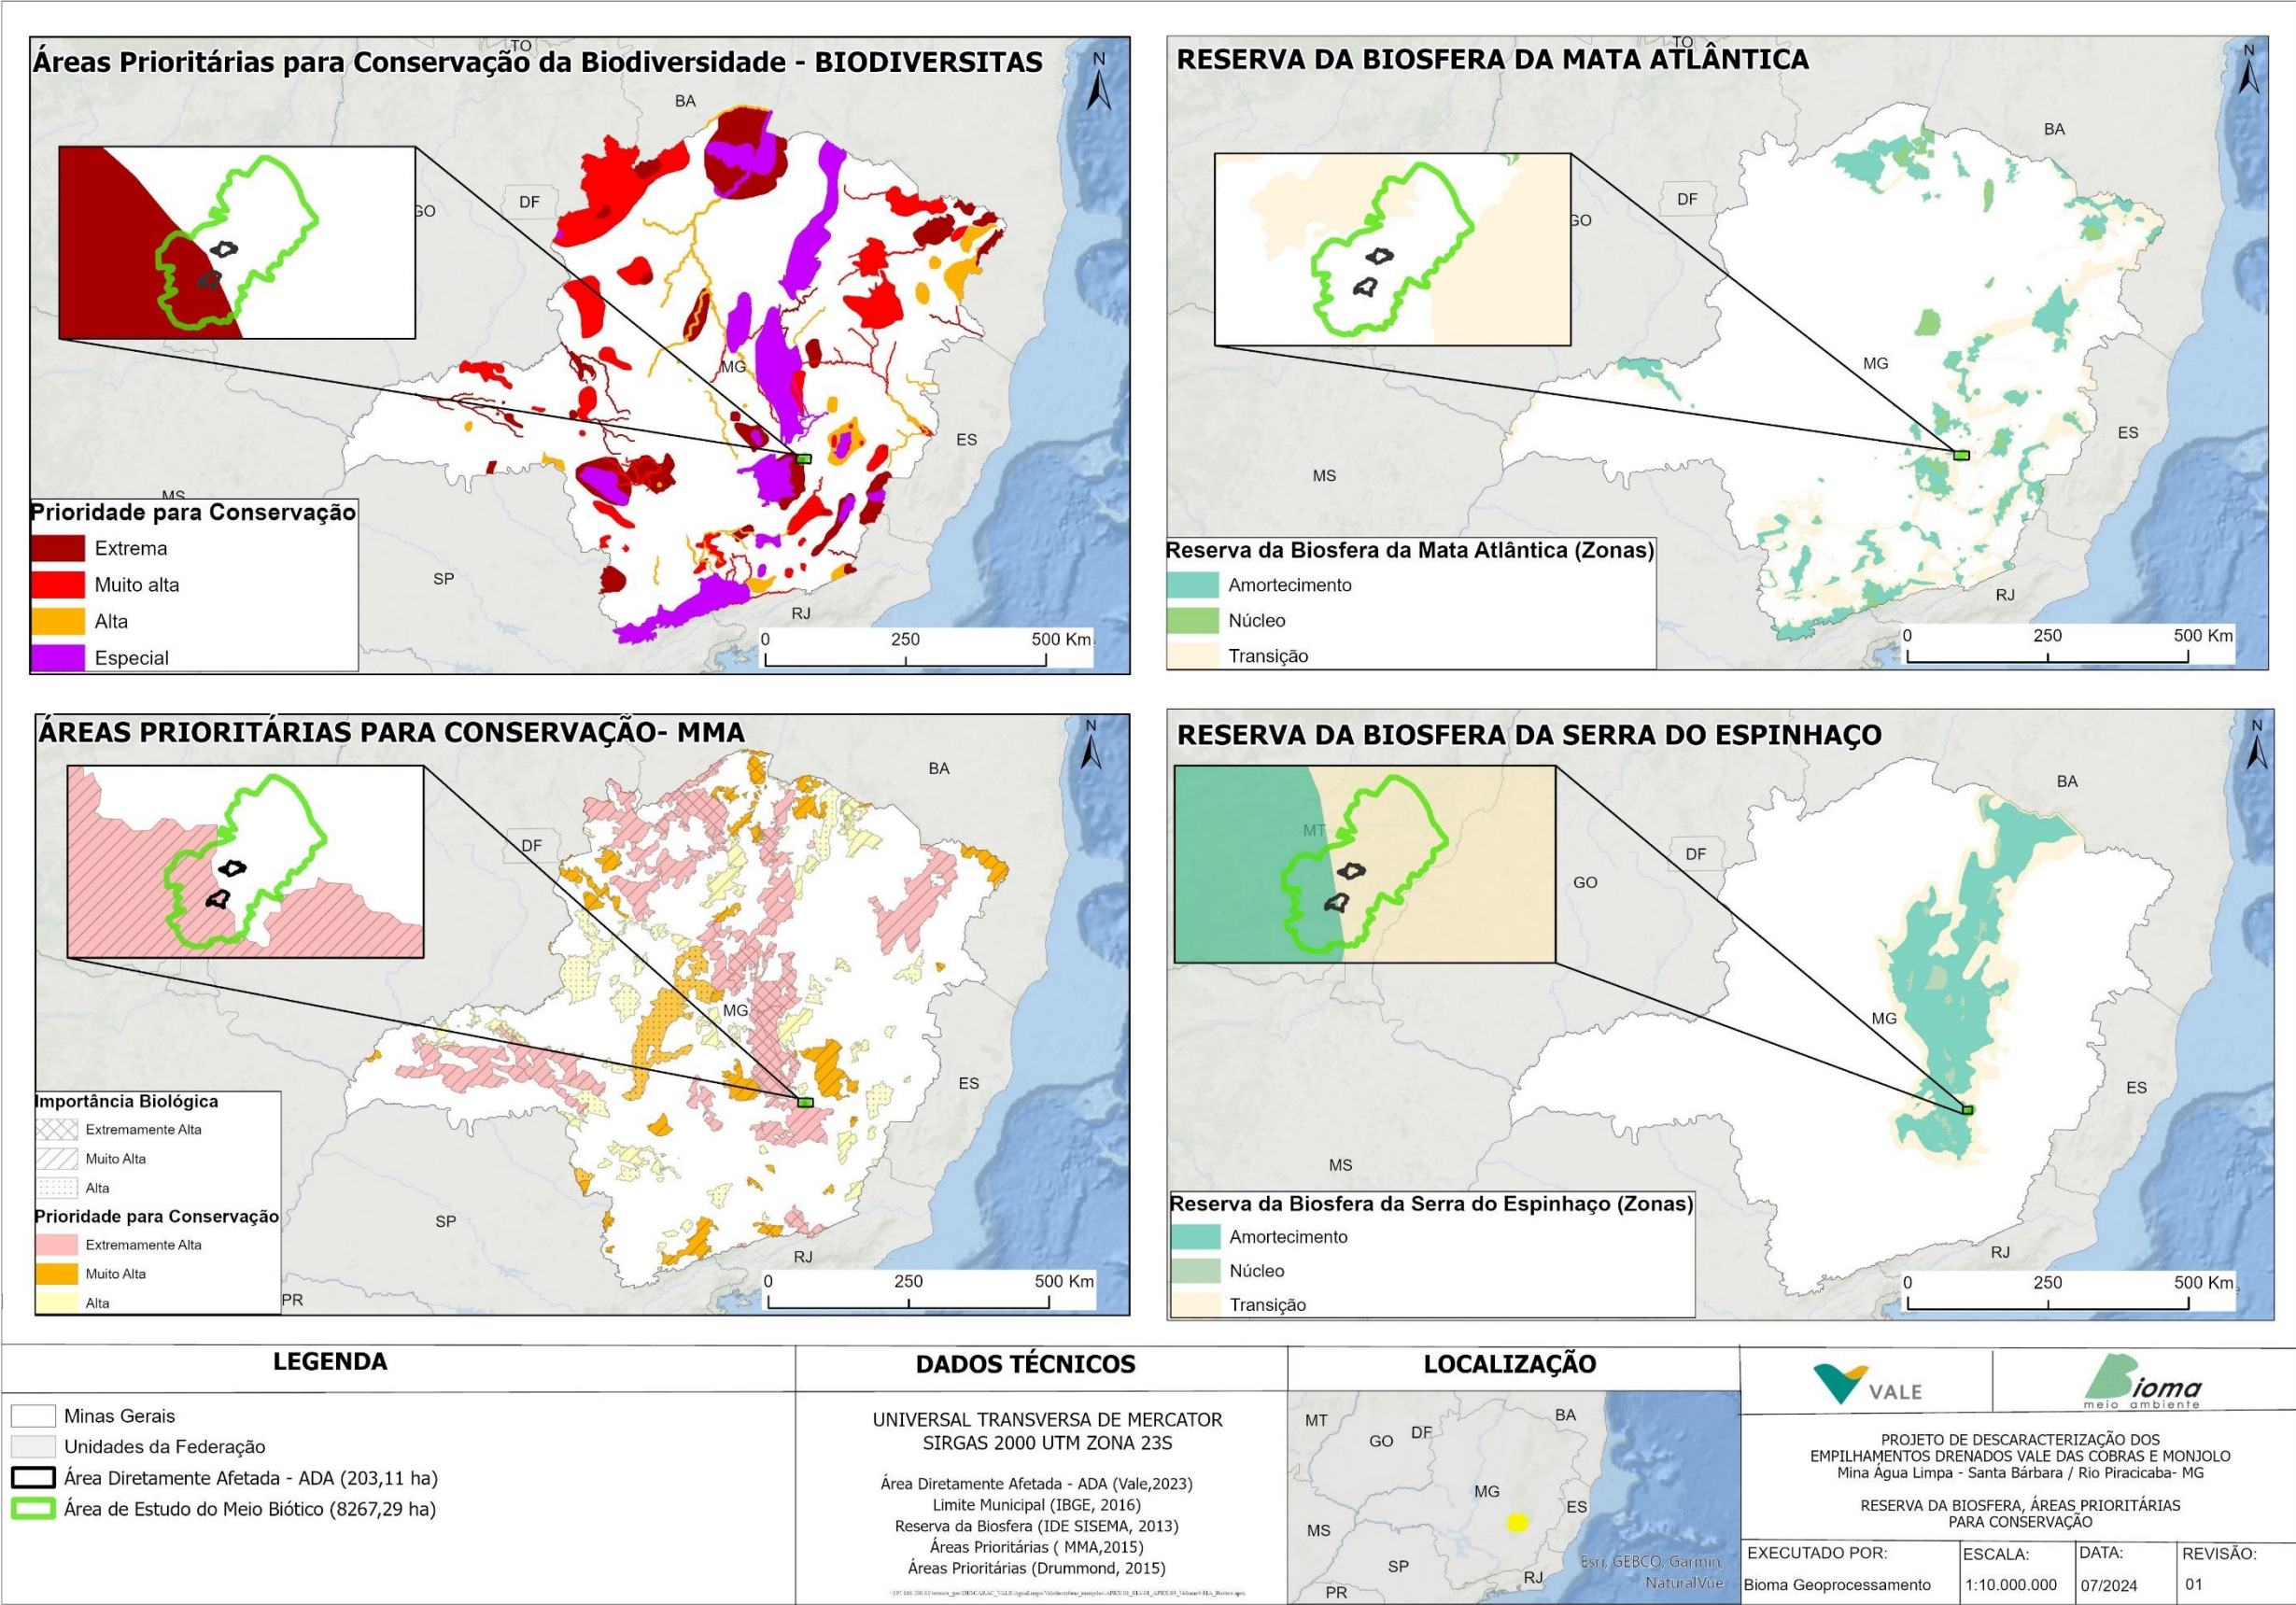 Áreas Prioritárias para Conservação da Biodiversidade - BIODIVERSITAS
TO
N
BA
GO
DF
MG
ES
MS
SP
RJ
Prioridade para Conservação
Extrema
Muito alta
Alta
Especial
0 250 500 Km
RESERVA DA BIOSFERA DA MATA ATLÂNTICA
TO
N
BA
DF
GO
MG
ES
MS
RJ
Reserva da Biosfera da Mata Atlântica (Zonas)
Amortecimento
Núcleo
Transição
0 250 500 Km
ÁREAS PRIORITÁRIAS PARA CONSERVAÇÃO- MMA
N
BA
DF
MG
ES
SP
RJ
PR
Importância Biológica
Extremamente Alta
Muito Alta
Alta
Prioridade para Conservação
Extremamente Alta
Muito Alta
Alta
0 250 500 Km
RESERVA DA BIOSFERA DA SERRA DO ESPINHAÇO
N
BA
MT
DF
GO
MG
ES
MS
RJ
Reserva da Biosfera da Serra do Espinhaço (Zonas)
Amortecimento
Núcleo
Transição
0 250 500 Km
LEGENDA
Minas Gerais
Unidades da Federação
Área Diretamente Afetada - ADA (203,11 ha)
Área de Estudo do Meio Biótico (8267,29 ha)
DADOS TÉCNICOS
UNIVERSAL TRANSVERSA DE MERCATOR
SIRGAS 2000 UTM ZONA 23S
Área Diretamente Afetada - ADA (Vale,2023)
Limite Municipal (IBGE, 2016)
Reserva da Biosfera (IDE SISEMA, 2013)
Áreas Prioritárias ( MMA,2015)
Áreas Prioritárias (Drummond, 2015)
LOCALIZAÇÃO
MT
GO
DF
BA
MG
ES
MS
SP
RJ
PR
Esri, GEBCO, Garmin,
NaturalVue
VALE
Bioma
meio ambiente
PROJETO DE DESCARACTERIZAÇÃO DOS
EMPILHAMENTOS DRENADOS VALE DAS COBRAS E MONJOLO
Mina Água Limpa - Santa Bárbara / Rio Piracicaba- MG
RESERVA DA BIOSFERA, ÁREAS PRIORITÁRIAS
PARA CONSERVAÇÃO
EXECUTADO POR:
Bioma Geoprocessamento
ESCALA:
1:10.000.000
DATA:
07/2024
REVISÃO:
01